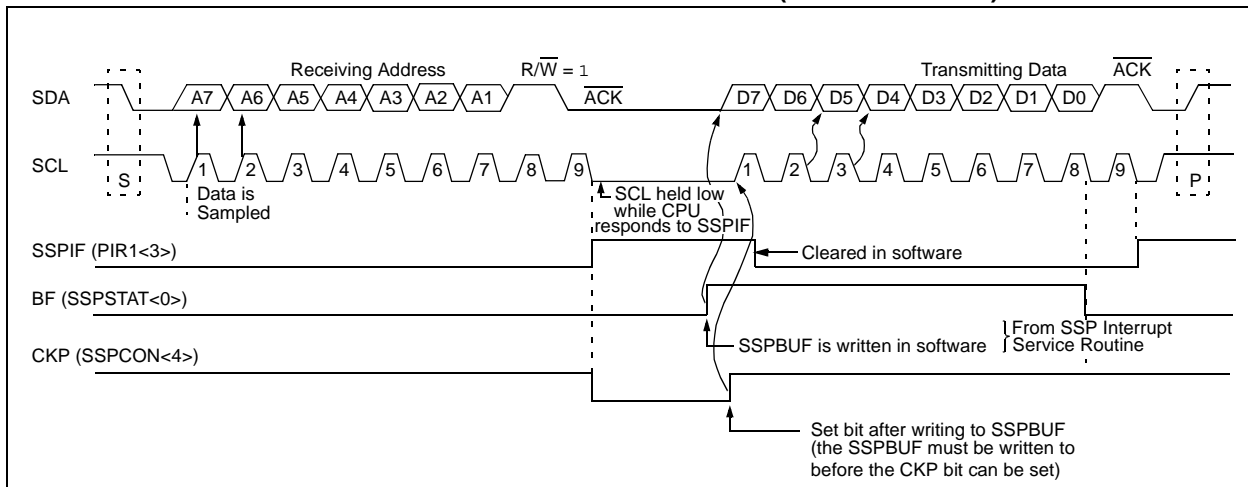 Receiving Address R/W̅ = 1 Transmitting Data A̅C̅K̅
SDA A7 A6 A5 A4 A3 A2 A1 A̅C̅K̅ D7 D6 D5 D4 D3 D2 D1 D0
SCL 1 2 3 4 5 6 7 8 9 1 2 3 4 5 6 7 8 9
S P
Data is
Sampled
SCL held low
while CPU
responds to SSPIF
SSPIF (PIR1<3>)
Cleared in software
BF (SSPSTAT<0>)
SSPBUF is written in software
From SSP Interrupt
Service Routine
CKP (SSPCON<4>)
Set bit after writing to SSPBUF
(the SSPBUF must be written to
before the CKP bit can be set)